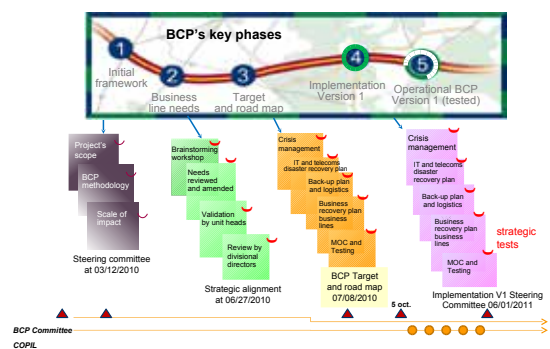 BCP's key phases
1
2
3
4
5
Initial
framework
Business
line needs
Target
and road map
Implementation
Version 1
Operational BCP
Version 1 (tested)
Project's
scope
BCP
methodology
Scale of
impact
Steering committee
at 03/12/2010
Brainstorming
workshop
Needs
reviewed
and amended
Validation
by unit heads
Review by
divisional
directors
Strategic alignment
at 06/27/2010
Crisis
management
IT and telecoms
disaster recovery plan
Back-up plan
and logistics
Business
recovery plan
business
lines
MOC and
Testing
BCP Target
and road map
07/08/2010
Crisis
management
IT and telecoms
disaster
recovery plan
Back-up plan
and logistics
Business
recovery plan
business
lines
MOC and
Testing
strategic
tests
Implementation V1 Steering
Committee 06/01/2011
5 oct.
BCP Committee
COPIL